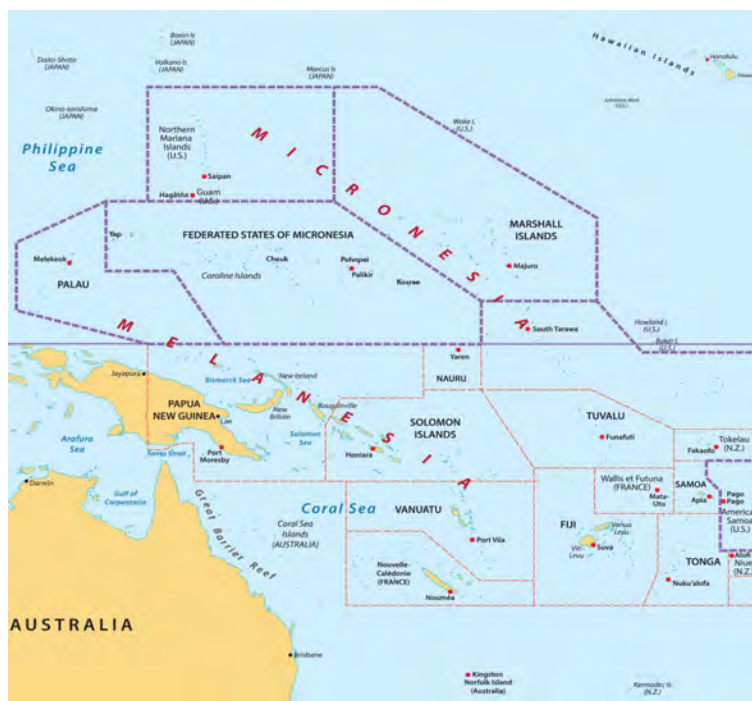 Bonin Is
(JAPAN)
Daito-Shoto
(JAPAN)
Volkano Is
(JAPAN)
Marcus Is
(JAPAN)
Hawaiian Islands
Honolulu
Okino-torishima
(JAPAN)
(U.S.)
Wake I.
(U.S.)
Philippine
Sea
Northern
Mariana
Islands
(U.S.)
MICRONESIA
Saipan
Hagåtña
Guam
(U.S.)
FEDERATED STATES OF MICRONESIA
MARSHALL
ISLANDS
Yap
Melekeok
PALAU
Chuuk
Pohnpei
Palikir
Caroline Islands
Kosrae
Majuro
South Tarawa
Howland I.
(U.S.)
Baker I.
(U.S.)
MELANESIA
Yaren
NAURU
Jayapura
Bismarck Sea
New Ireland
PAPUA
NEW GUINEA
Lae
New
Britain
Bougainville
SOLOMON
ISLANDS
TUVALU
Funafuti
Tokelau
(N.Z.)
Fakaofo
Arafura
Sea
Port
Moresby
Solomon
Sea
Honiara
Torres Strait
Darwin
Gulf of
Carpentaria
Great Barrier Reef
Coral Sea
Coral Sea
Islands
(AUSTRALIA)
VANUATU
Port Vila
Wallis et Futuna
(FRANCE)
Mata-
Utu
SAMOA
Apia
Pago
Pago
America
Samoa
(U.S.)
FIJI
Vanua
Levu
Viti
Levu
Suva
TONGA
Nuku'alofa
Alofi
Niue
(N.Z.)
Nouvelle-
Calédonie
(FRANCE)
Nouméa
AUSTRALIA
Brisbane
Kingston
Norfolk Island
(Australia)
Kermadec Is
(N.Z.)